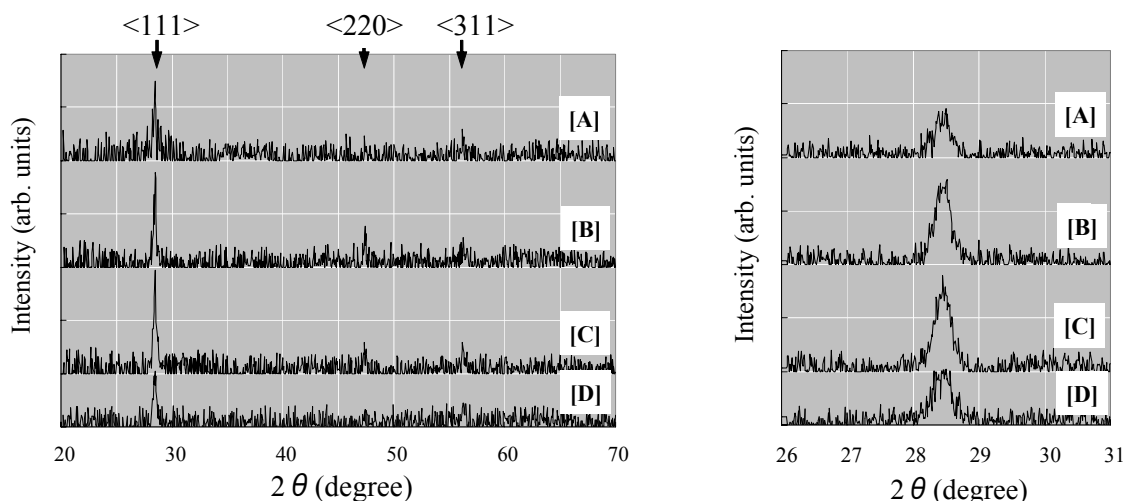 <111> <220> <311>
[A]
[B]
[C]
[D]
Intensity (arb. units)
20 30 40 50 60 70
2 θ (degree)
[A]
[B]
[C]
[D]
Intensity (arb. units)
26 27 28 29 30 31
2 θ (degree)